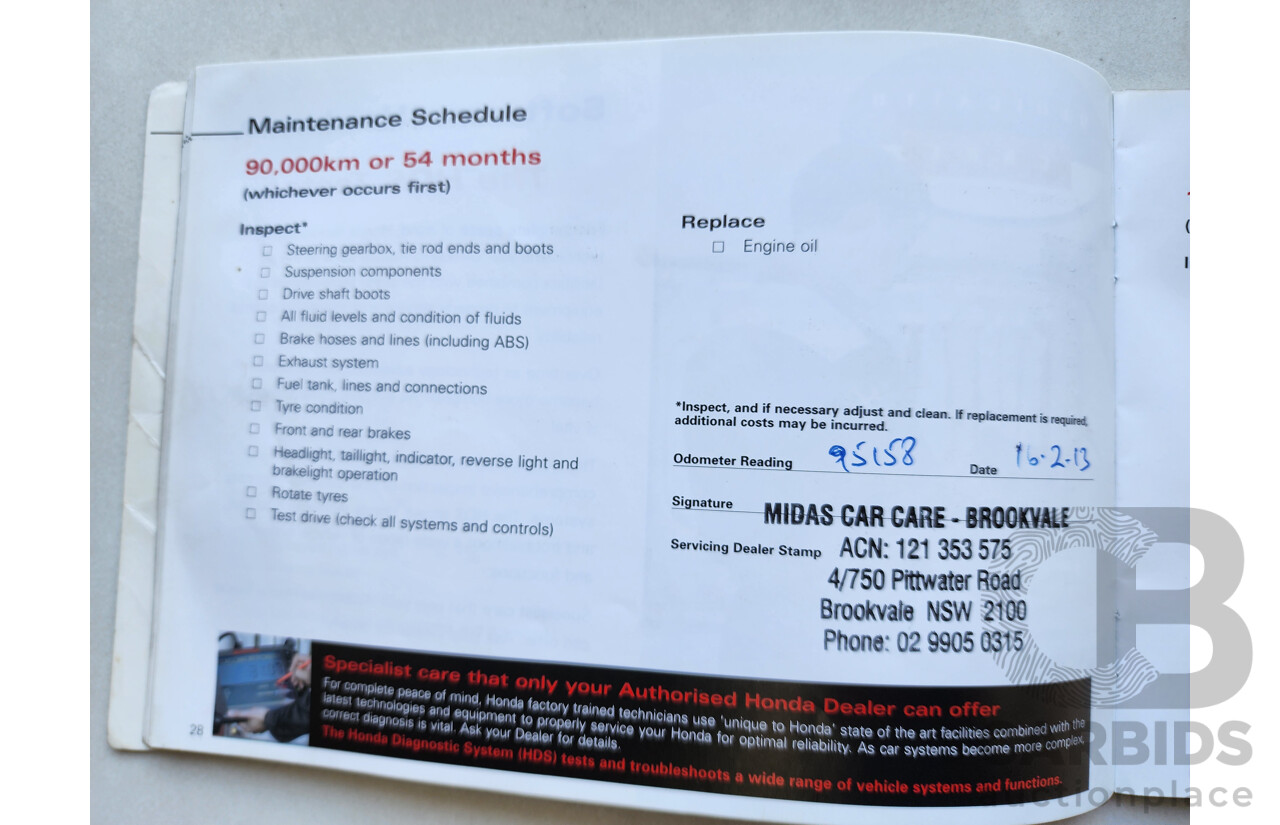 Maintenance Schedule
90,000km or 54 months
(whichever occurs first)
Inspect*
Steering gearbox, tie rod ends and boots
Suspension components
Drive shaft boots
All fluid levels and condition of fluids
Brake hoses and lines (including ABS)
Exhaust system
Fuel tank, lines and connections
Tyre condition
Front and rear brakes
Headlight, taillight, indicator, reverse light and
brakelight operation
Rotate tyres
Test drive (check all systems and controls)
Replace
Engine oil
*Inspect, and if necessary adjust and clean. If replacement is required,
additional costs may be incurred.
Odometer Reading 95158 Date 16-2-13
Signature
MIDAS CAR CARE - BROOKVALE
Servicing Dealer Stamp ACN: 121 353 575
4/750 Pittwater Road
Brookvale NSW 2100
Phone: 02 9905 0315
Specialist care that only your Authorised Honda Dealer can offer
For complete peace of mind, Honda factory trained technicians use 'unique to Honda' state of the art facilities combined with the
latest technologies and equipment to properly service your Honda for optimal reliability. As car systems become more complex,
correct diagnosis is vital. Ask your Dealer for details.
The Honda Diagnostic System (HDS) tests and troubleshoots a wide range of vehicle systems and functions.
28
CARBIDS
auctionplace